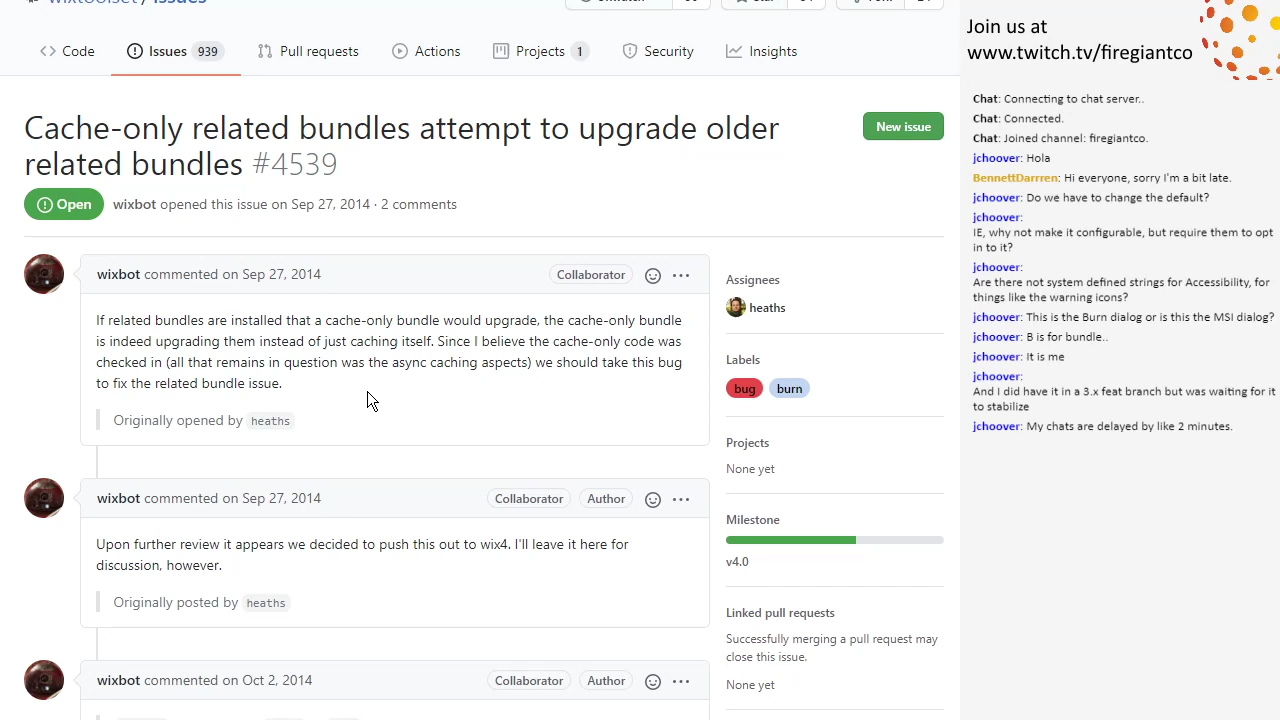 wixtoolset / issues
Code
Issues 939
Pull requests
Actions
Projects 1
Security
Insights
Cache-only related bundles attempt to upgrade older
related bundles #4539
New issue
Open
wixbot opened this issue on Sep 27, 2014 · 2 comments
wixbot commented on Sep 27, 2014
Collaborator
If related bundles are installed that a cache-only bundle would upgrade, the cache-only bundle
is indeed upgrading them instead of just caching itself. Since I believe the cache-only code was
checked in (all that remains in question was the async caching aspects) we should take this bug
to fix the related bundle issue.
Originally opened by heaths
wixbot commented on Sep 27, 2014
Collaborator
Author
Upon further review it appears we decided to push this out to wix4. I'll leave it here for
discussion, however.
Originally posted by heaths
wixbot commented on Oct 2, 2014
Collaborator
Author
Assignees
heaths
Labels
bug
burn
Projects
None yet
Milestone
v4.0
Linked pull requests
Successfully merging a pull request may
close this issue.
None yet
Join us at
www.twitch.tv/firegiantco
Chat: Connecting to chat server..
Chat: Connected.
Chat: Joined channel: firegiantco.
jchoover: Hola
BennettDarrren: Hi everyone, sorry I'm a bit late.
jchoover: Do we have to change the default?
jchoover:
IE, why not make it configurable, but require them to opt
in to it?
jchoover:
Are there not system defined strings for Accessibility, for
things like the warning icons?
jchoover: This is the Burn dialog or is this the MSI dialog?
jchoover: B is for bundle..
jchoover: It is me
jchoover:
And I did have it in a 3.x feat branch but was waiting for it
to stabilize
jchoover: My chats are delayed by like 2 minutes.